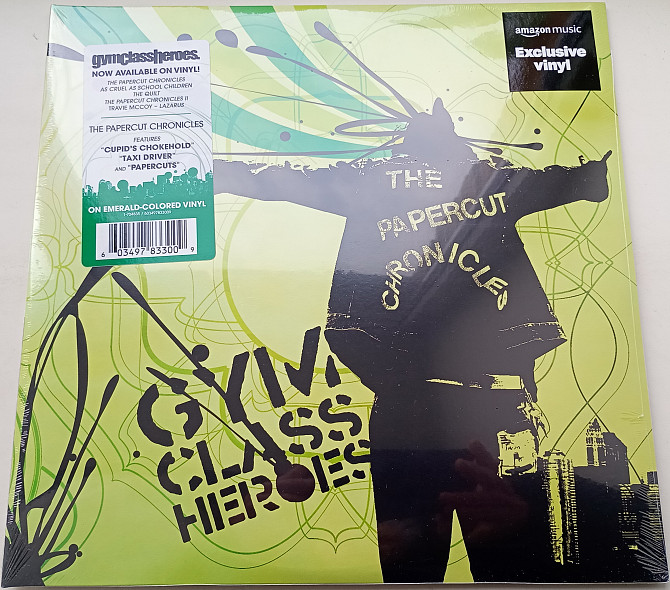 gymclassheroes.
NOW AVAILABLE ON VINYL!
THE PAPERCUT CHRONICLES
AS CRUEL AS SCHOOL CHILDREN
THE QUILT
THE PAPERCUT CHRONICLES II
TRAVIE MCCOY – LAZARUS
THE PAPERCUT CHRONICLES
FEATURES
"CUPID'S CHOKEHOLD"
"TAXI DRIVER"
AND "PAPERCUTS"
ON EMERALD-COLORED VINYL
6 03497 83300 9
amazon music
Exclusive
vinyl
THE
PAPERCUT
CHRONICLES
GYM
CLASS
HEROES